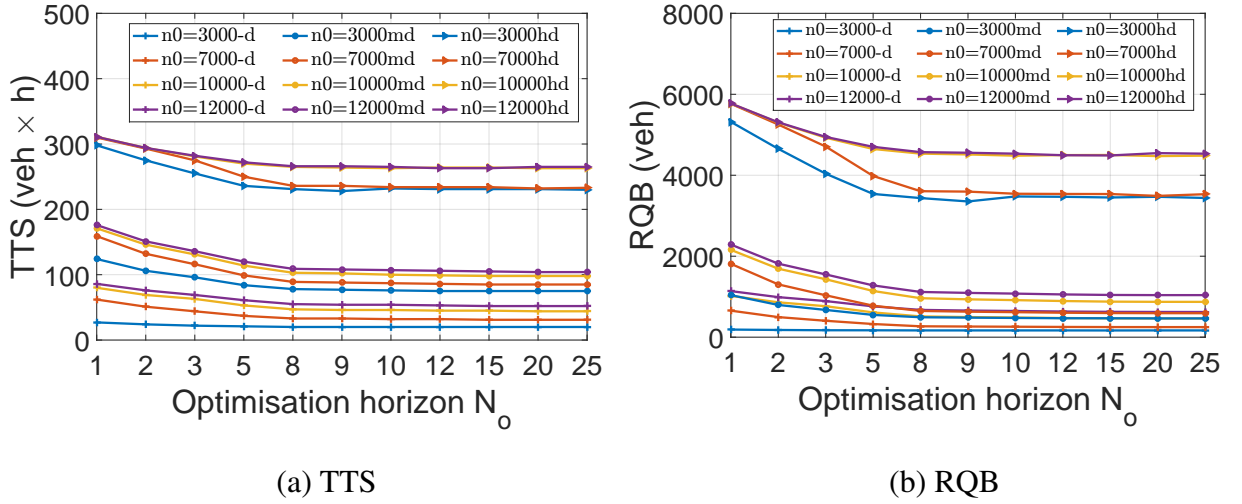 500
400
300
200
100
0
TTS (veh × h)
n0=3000-d n0=3000md n0=3000hd
n0=7000-d n0=7000md n0=7000hd
n0=10000-d n0=10000md n0=10000hd
n0=12000-d n0=12000md n0=12000hd
1 2 3 5 8 9 10 12 15 20 25
Optimisation horizon N_o
(a) TTS
8000
6000
4000
2000
0
RQB (veh)
n0=3000-d n0=3000md n0=3000hd
n0=7000-d n0=7000md n0=7000hd
n0=10000-d n0=10000md n0=10000hd
n0=12000-d n0=12000md n0=12000hd
1 2 3 5 8 9 10 12 15 20 25
Optimisation horizon N_o
(b) RQB